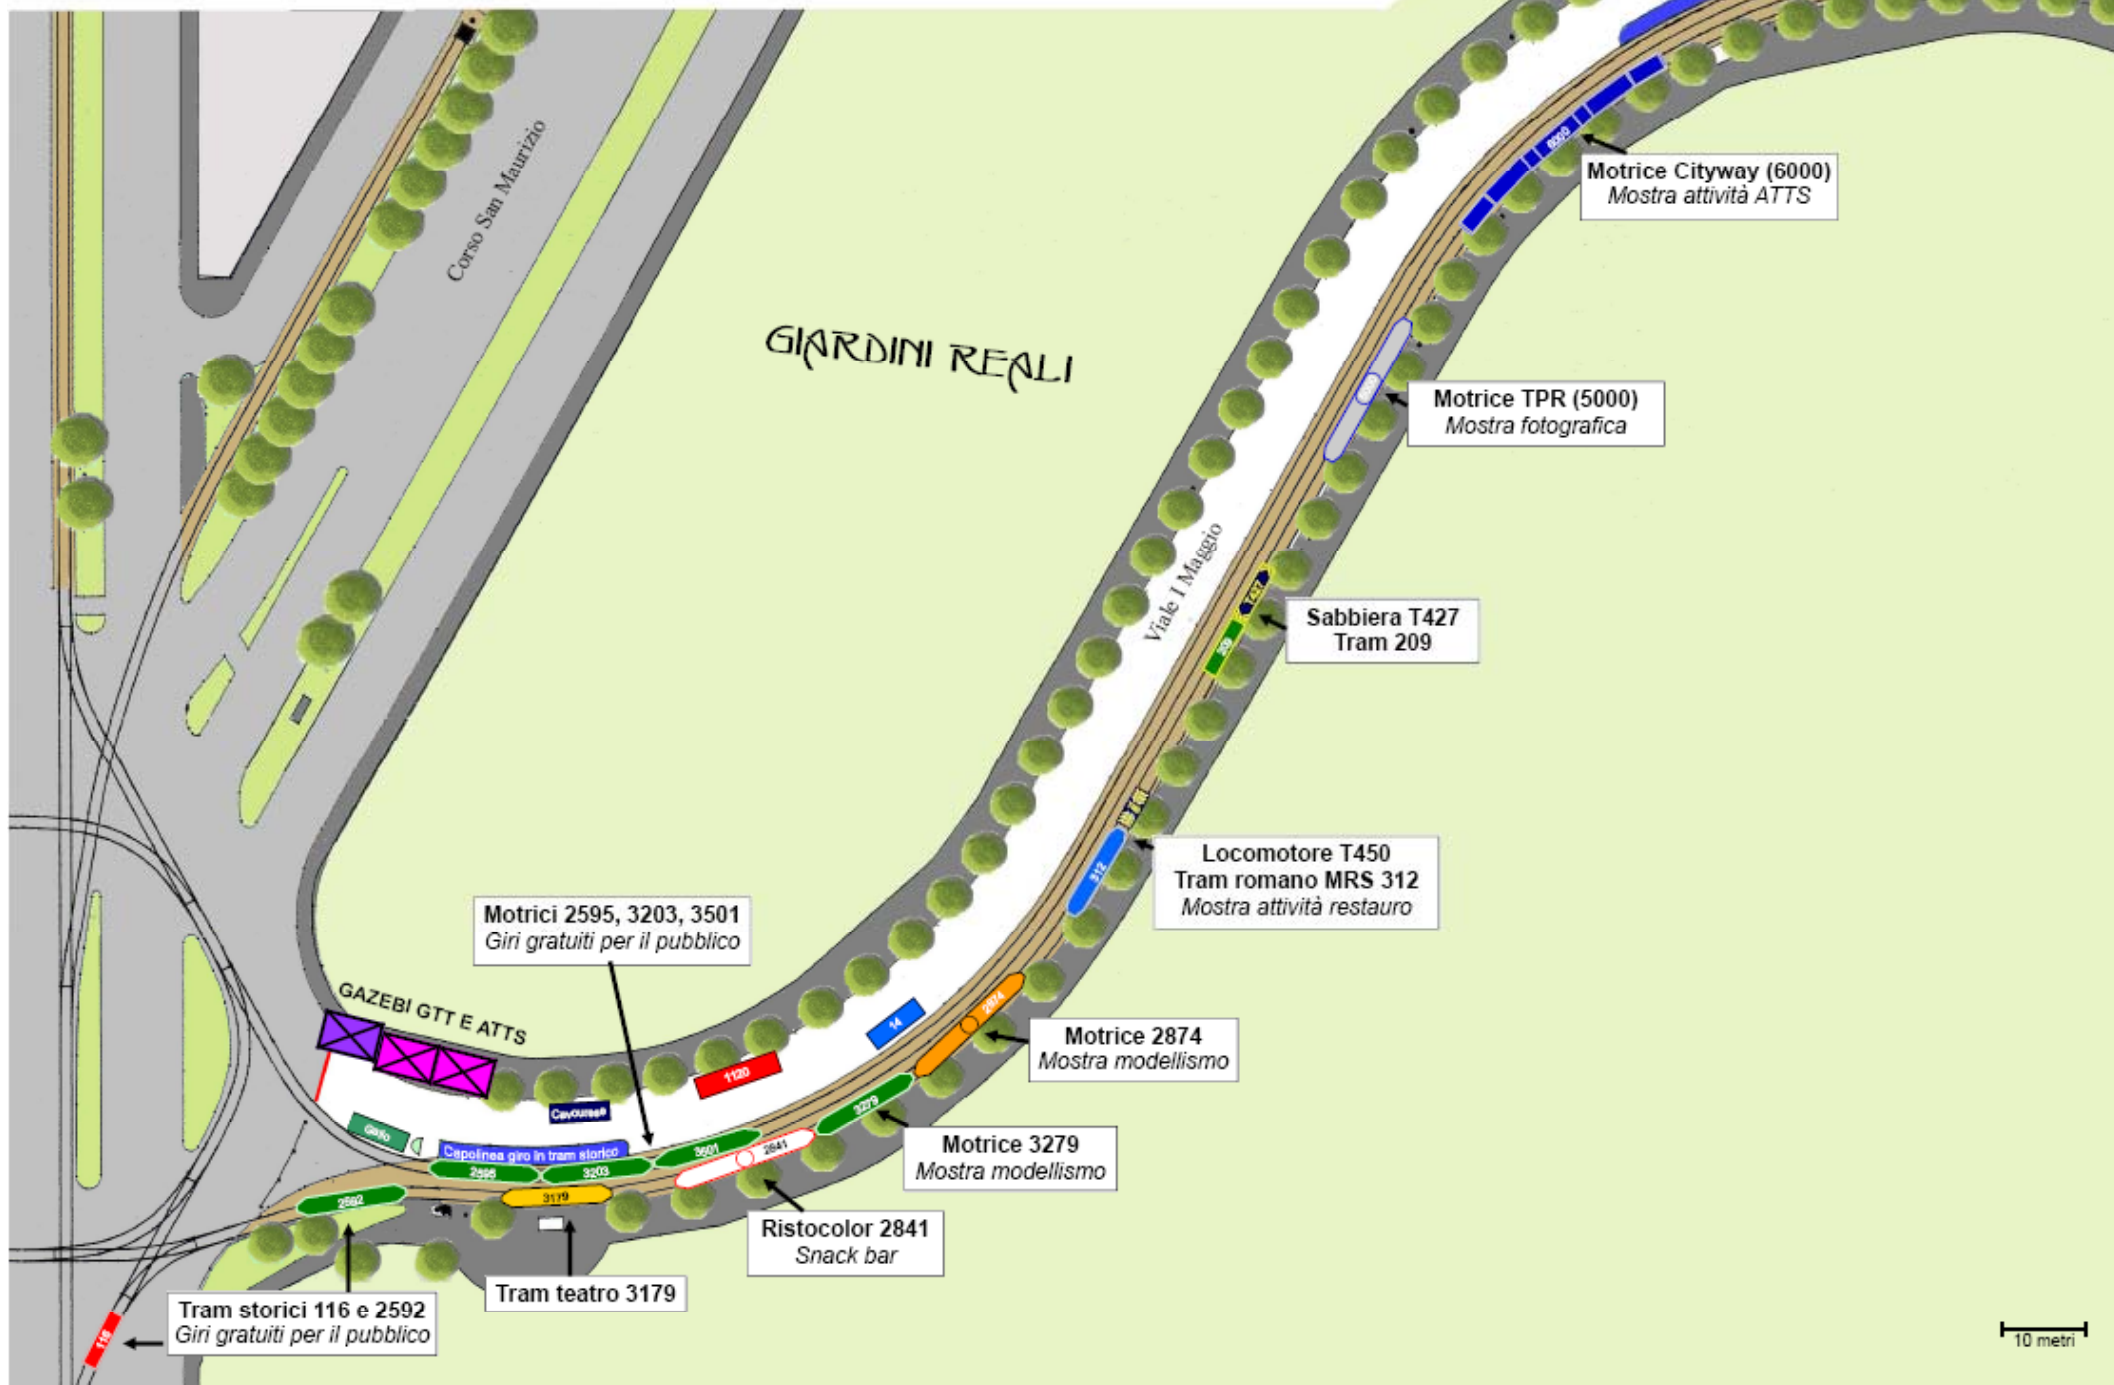 Corso San Maurizio
GIARDINI REALI
6000
Motrice Cityway (6000)
Mostra attività ATTS
5000
Motrice TPR (5000)
Mostra fotografica
Viale I Maggio
T427
209
Sabbiera T427
Tram 209
312
Locomotore T450
Tram romano MRS 312
Mostra attività restauro
Motrici 2595, 3203, 3501
Giri gratuiti per il pubblico
GAZEBI GTT E ATTS
14
2874
Motrice 2874
Mostra modellismo
1120
Cavourese
3279
Motrice 3279
Mostra modellismo
Capolinea giro in tram storico
2595
3203
3501
2841
2592
3179
Ristocolor 2841
Snack bar
Tram teatro 3179
Tram storici 116 e 2592
Giri gratuiti per il pubblico
116
10 metri